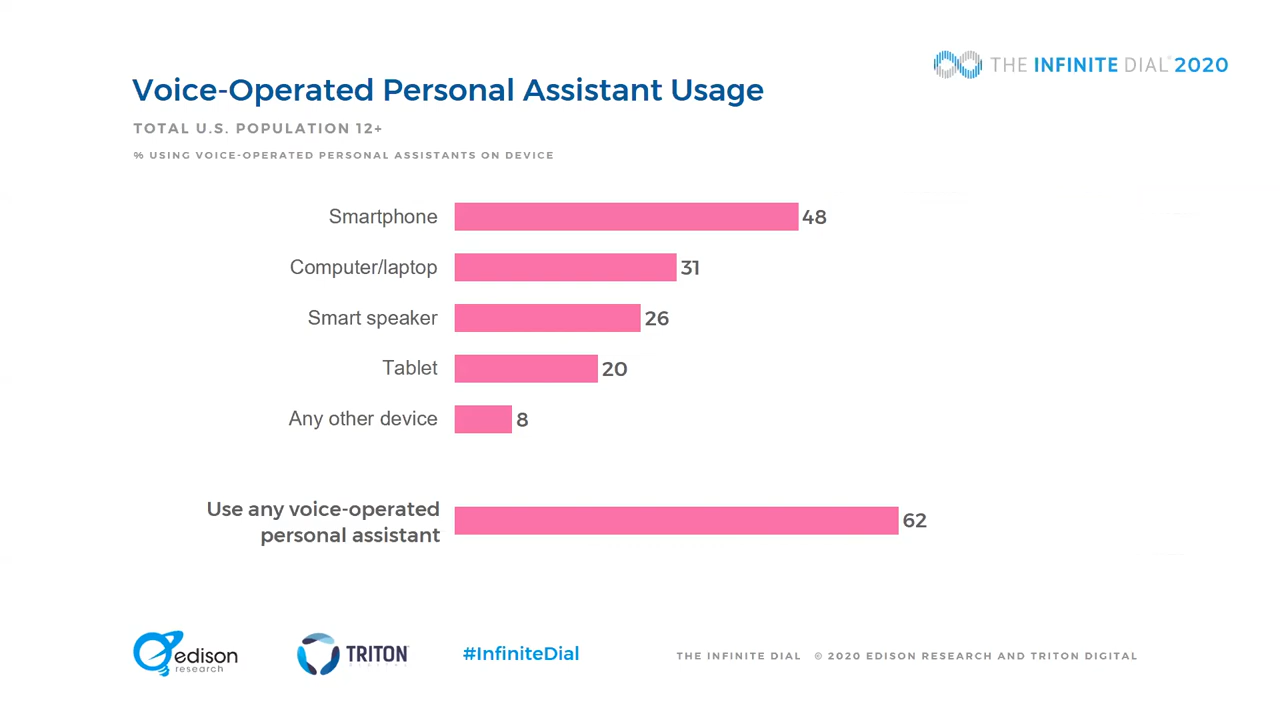 THE INFINITE DIAL® 2020
Voice-Operated Personal Assistant Usage
TOTAL U.S. POPULATION 12+
% USING VOICE-OPERATED PERSONAL ASSISTANTS ON DEVICE
Smartphone 48
Computer/laptop 31
Smart speaker 26
Tablet 20
Any other device 8
Use any voice-operated
personal assistant 62
edison
research
TRITON
#InfiniteDial
THE INFINITE DIAL © 2020 EDISON RESEARCH AND TRITON DIGITAL